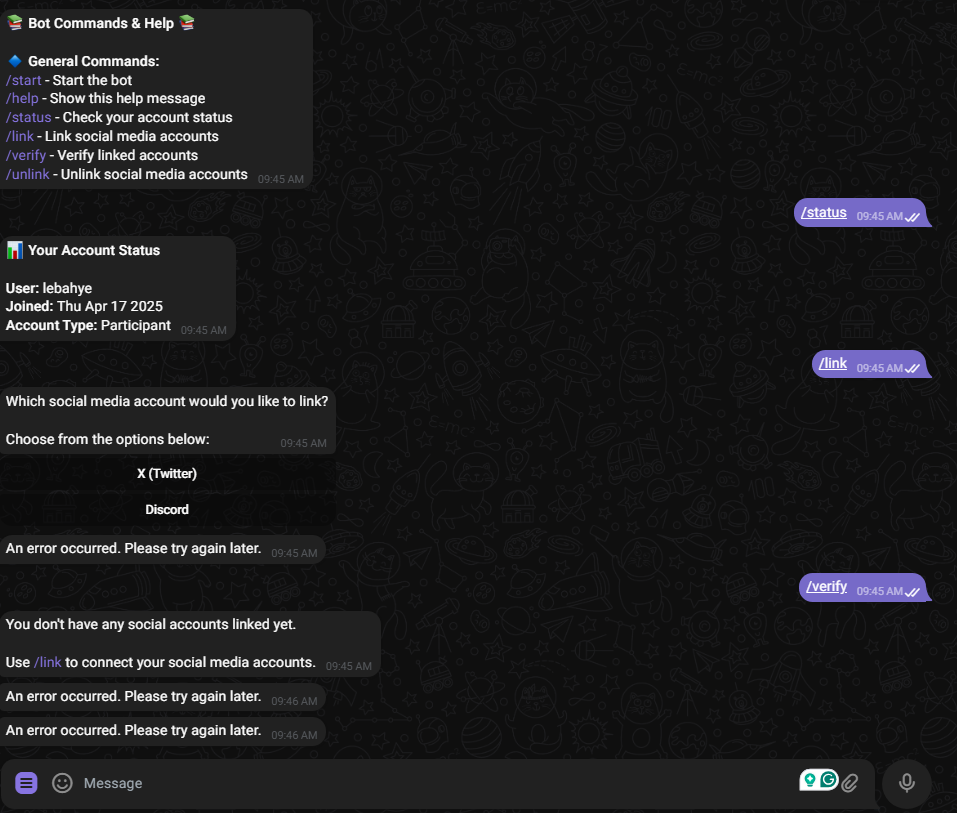 📚 Bot Commands & Help 📚
🔷 General Commands:
/start - Start the bot
/help - Show this help message
/status - Check your account status
/link - Link social media accounts
/verify - Verify linked accounts
/unlink - Unlink social media accounts 09:45 AM
/status 09:45 AM
📊 Your Account Status
User: lebahye
Joined: Thu Apr 17 2025
Account Type: Participant 09:45 AM
/link 09:45 AM
Which social media account would you like to link?
Choose from the options below: 09:45 AM
X (Twitter)
Discord
An error occurred. Please try again later. 09:45 AM
/verify 09:45 AM
You don't have any social accounts linked yet.
Use /link to connect your social media accounts. 09:45 AM
An error occurred. Please try again later. 09:46 AM
An error occurred. Please try again later. 09:46 AM
Message